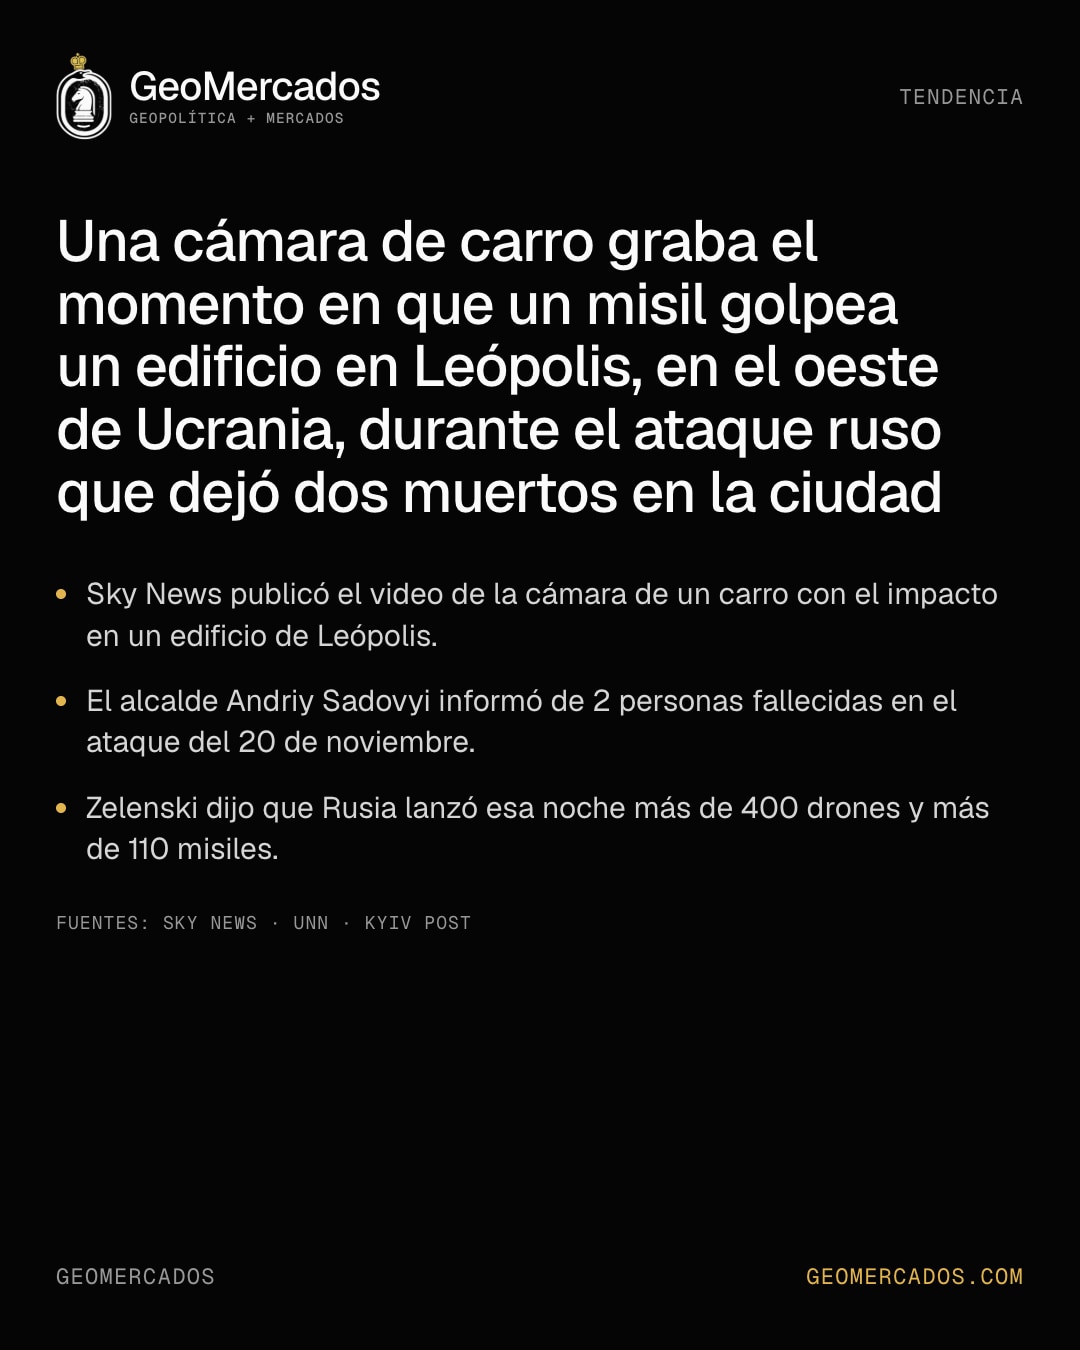 GeoMercados
GEOPOLÍTICA + MERCADOS
TENDENCIA
Una cámara de carro graba el
momento en que un misil golpea
un edificio en Leópolis, en el oeste
de Ucrania, durante el ataque ruso
que dejó dos muertos en la ciudad
• Sky News publicó el video de la cámara de un carro con el impacto
en un edificio de Leópolis.
• El alcalde Andriy Sadovyi informó de 2 personas fallecidas en el
ataque del 20 de noviembre.
• Zelenski dijo que Rusia lanzó esa noche más de 400 drones y más
de 110 misiles.
FUENTES: SKY NEWS · UNN · KYIV POST
GEOMERCADOS
GEOMERCADOS.COM